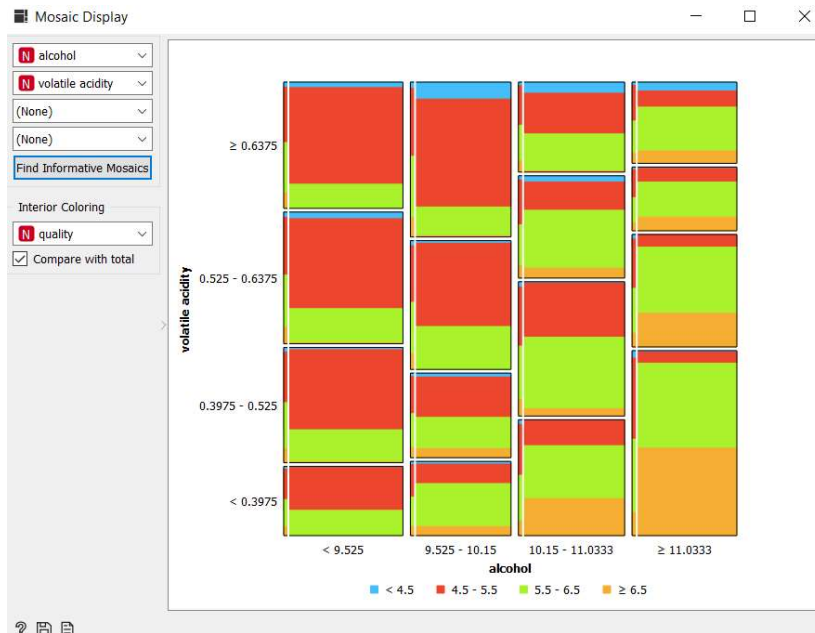 Mosaic Display
N alcohol
N volatile acidity
(None)
(None)
Find Informative Mosaics
Interior Coloring
N quality
Compare with total
volatile acidity
≥ 0.6375
0.525 - 0.6375
0.3975 - 0.525
< 0.3975
< 9.525 9.525 - 10.15 10.15 - 11.0333 ≥ 11.0333
alcohol
< 4.5 4.5 - 5.5 5.5 - 6.5 ≥ 6.5
?